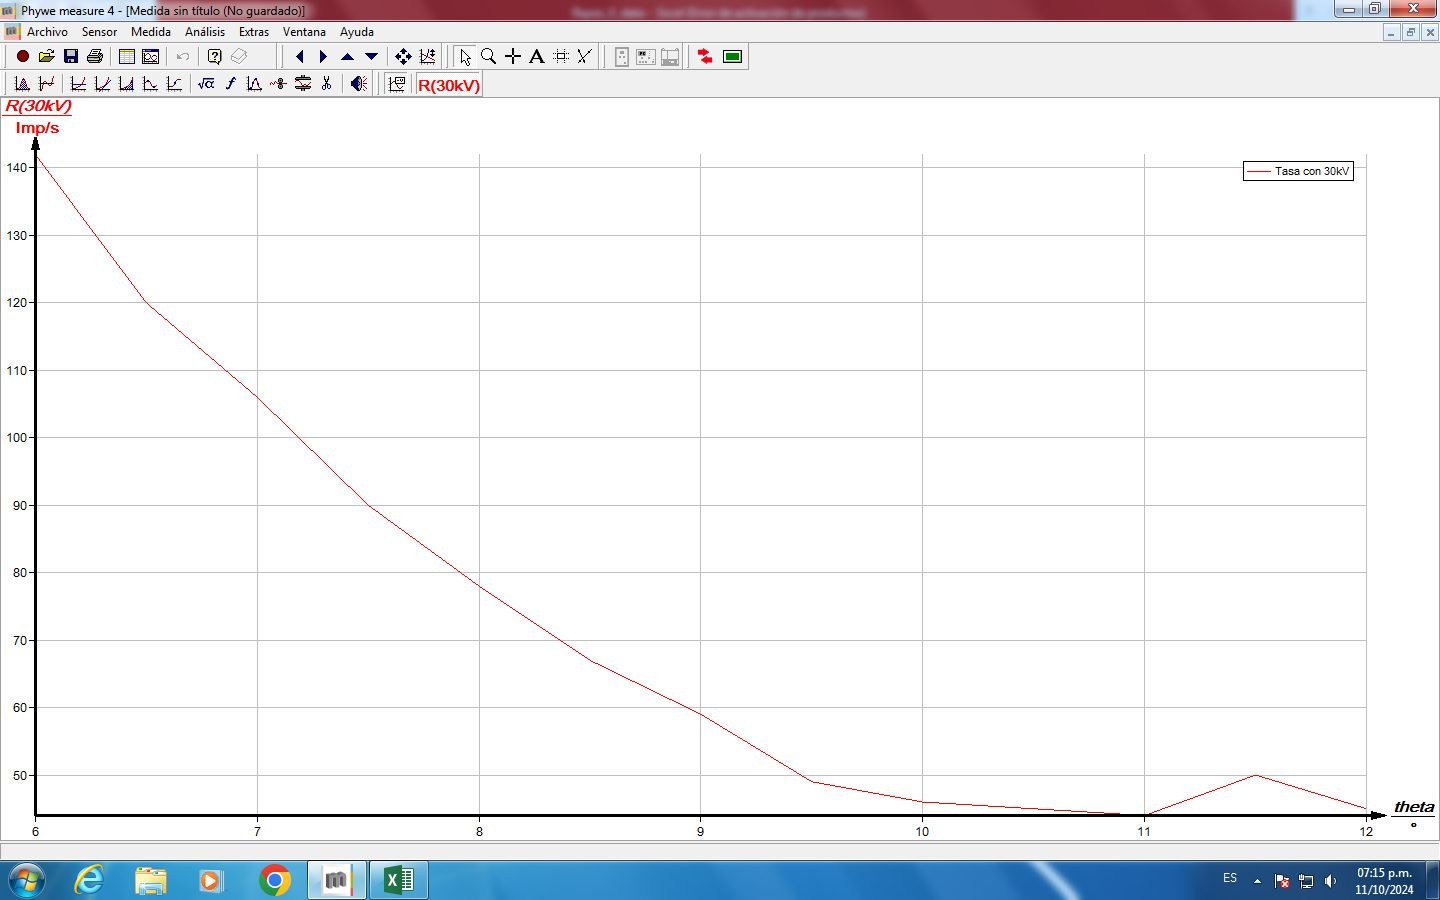 Phywe measure 4 - [Medida sin título (No guardado)]
Archivo Sensor Medida Análisis Extras Ventana Ayuda
R(30kV)
R(30kV)
Imp/s
140
130
120
110
100
90
80
70
60
50
Tasa con 30kV
6 7 8 9 10 11 12
theta
°
ES
07:15 p.m.
11/10/2024